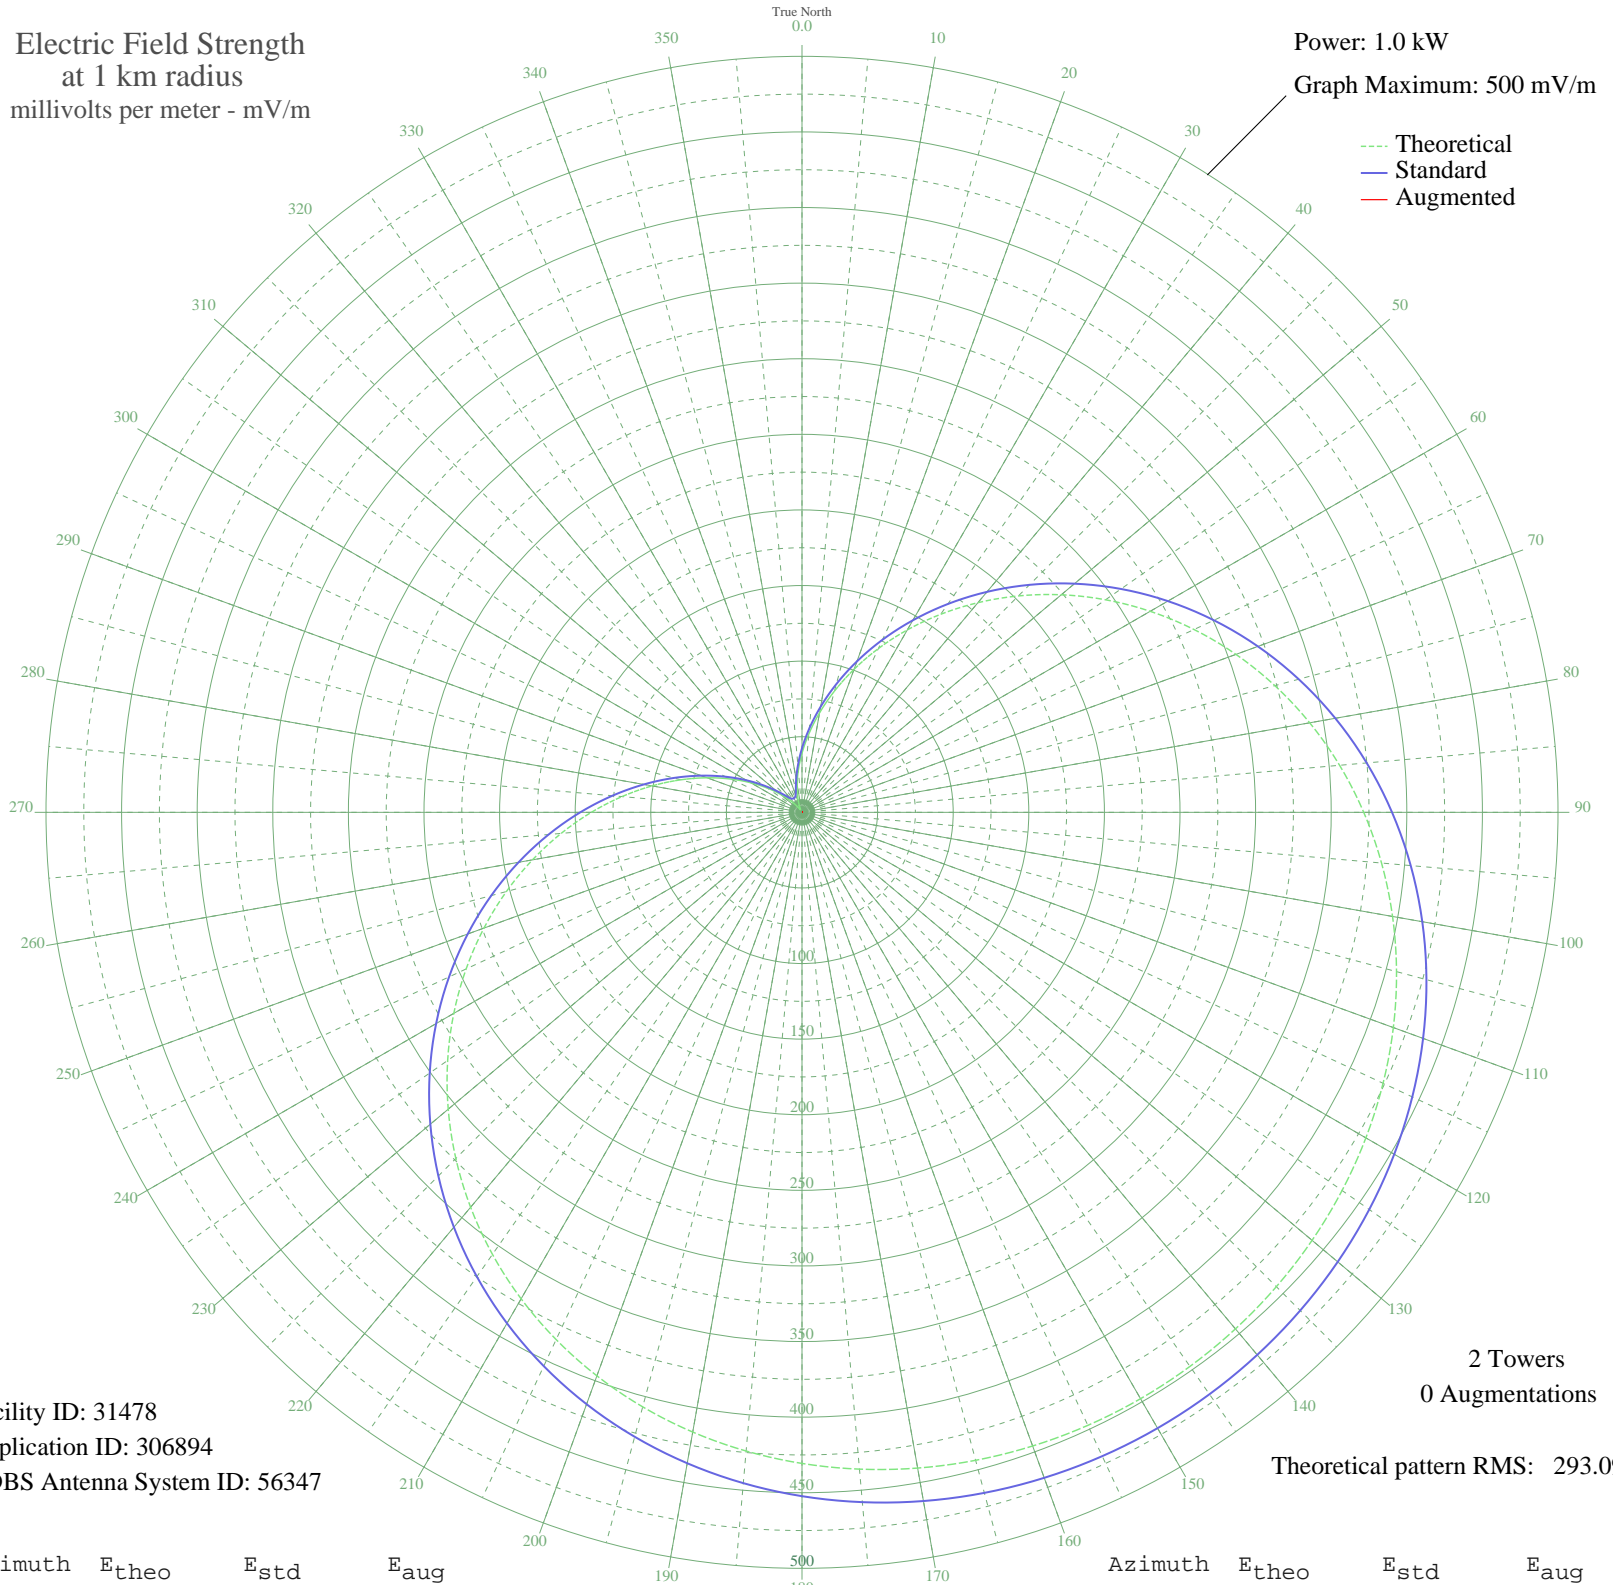 True North
Electric Field Strength
at 1 km radius
millivolts per meter - mV/m
Power: 1.0 kW
Graph Maximum: 500 mV/m
Theoretical
Standard
Augmented
0.0
10
20
30
40
50
60
70
80
90
100
110
120
130
140
150
160
170
190
200
210
220
230
240
250
260
270
280
290
300
310
320
330
340
350
100
150
200
250
300
350
400
450
500
2 Towers
0 Augmentations
Theoretical pattern RMS: 293.0
cility ID: 31478
plication ID: 306894
DBS Antenna System ID: 56347
imuth Etheo Estd Eaug
Azimuth Etheo Estd Eaug